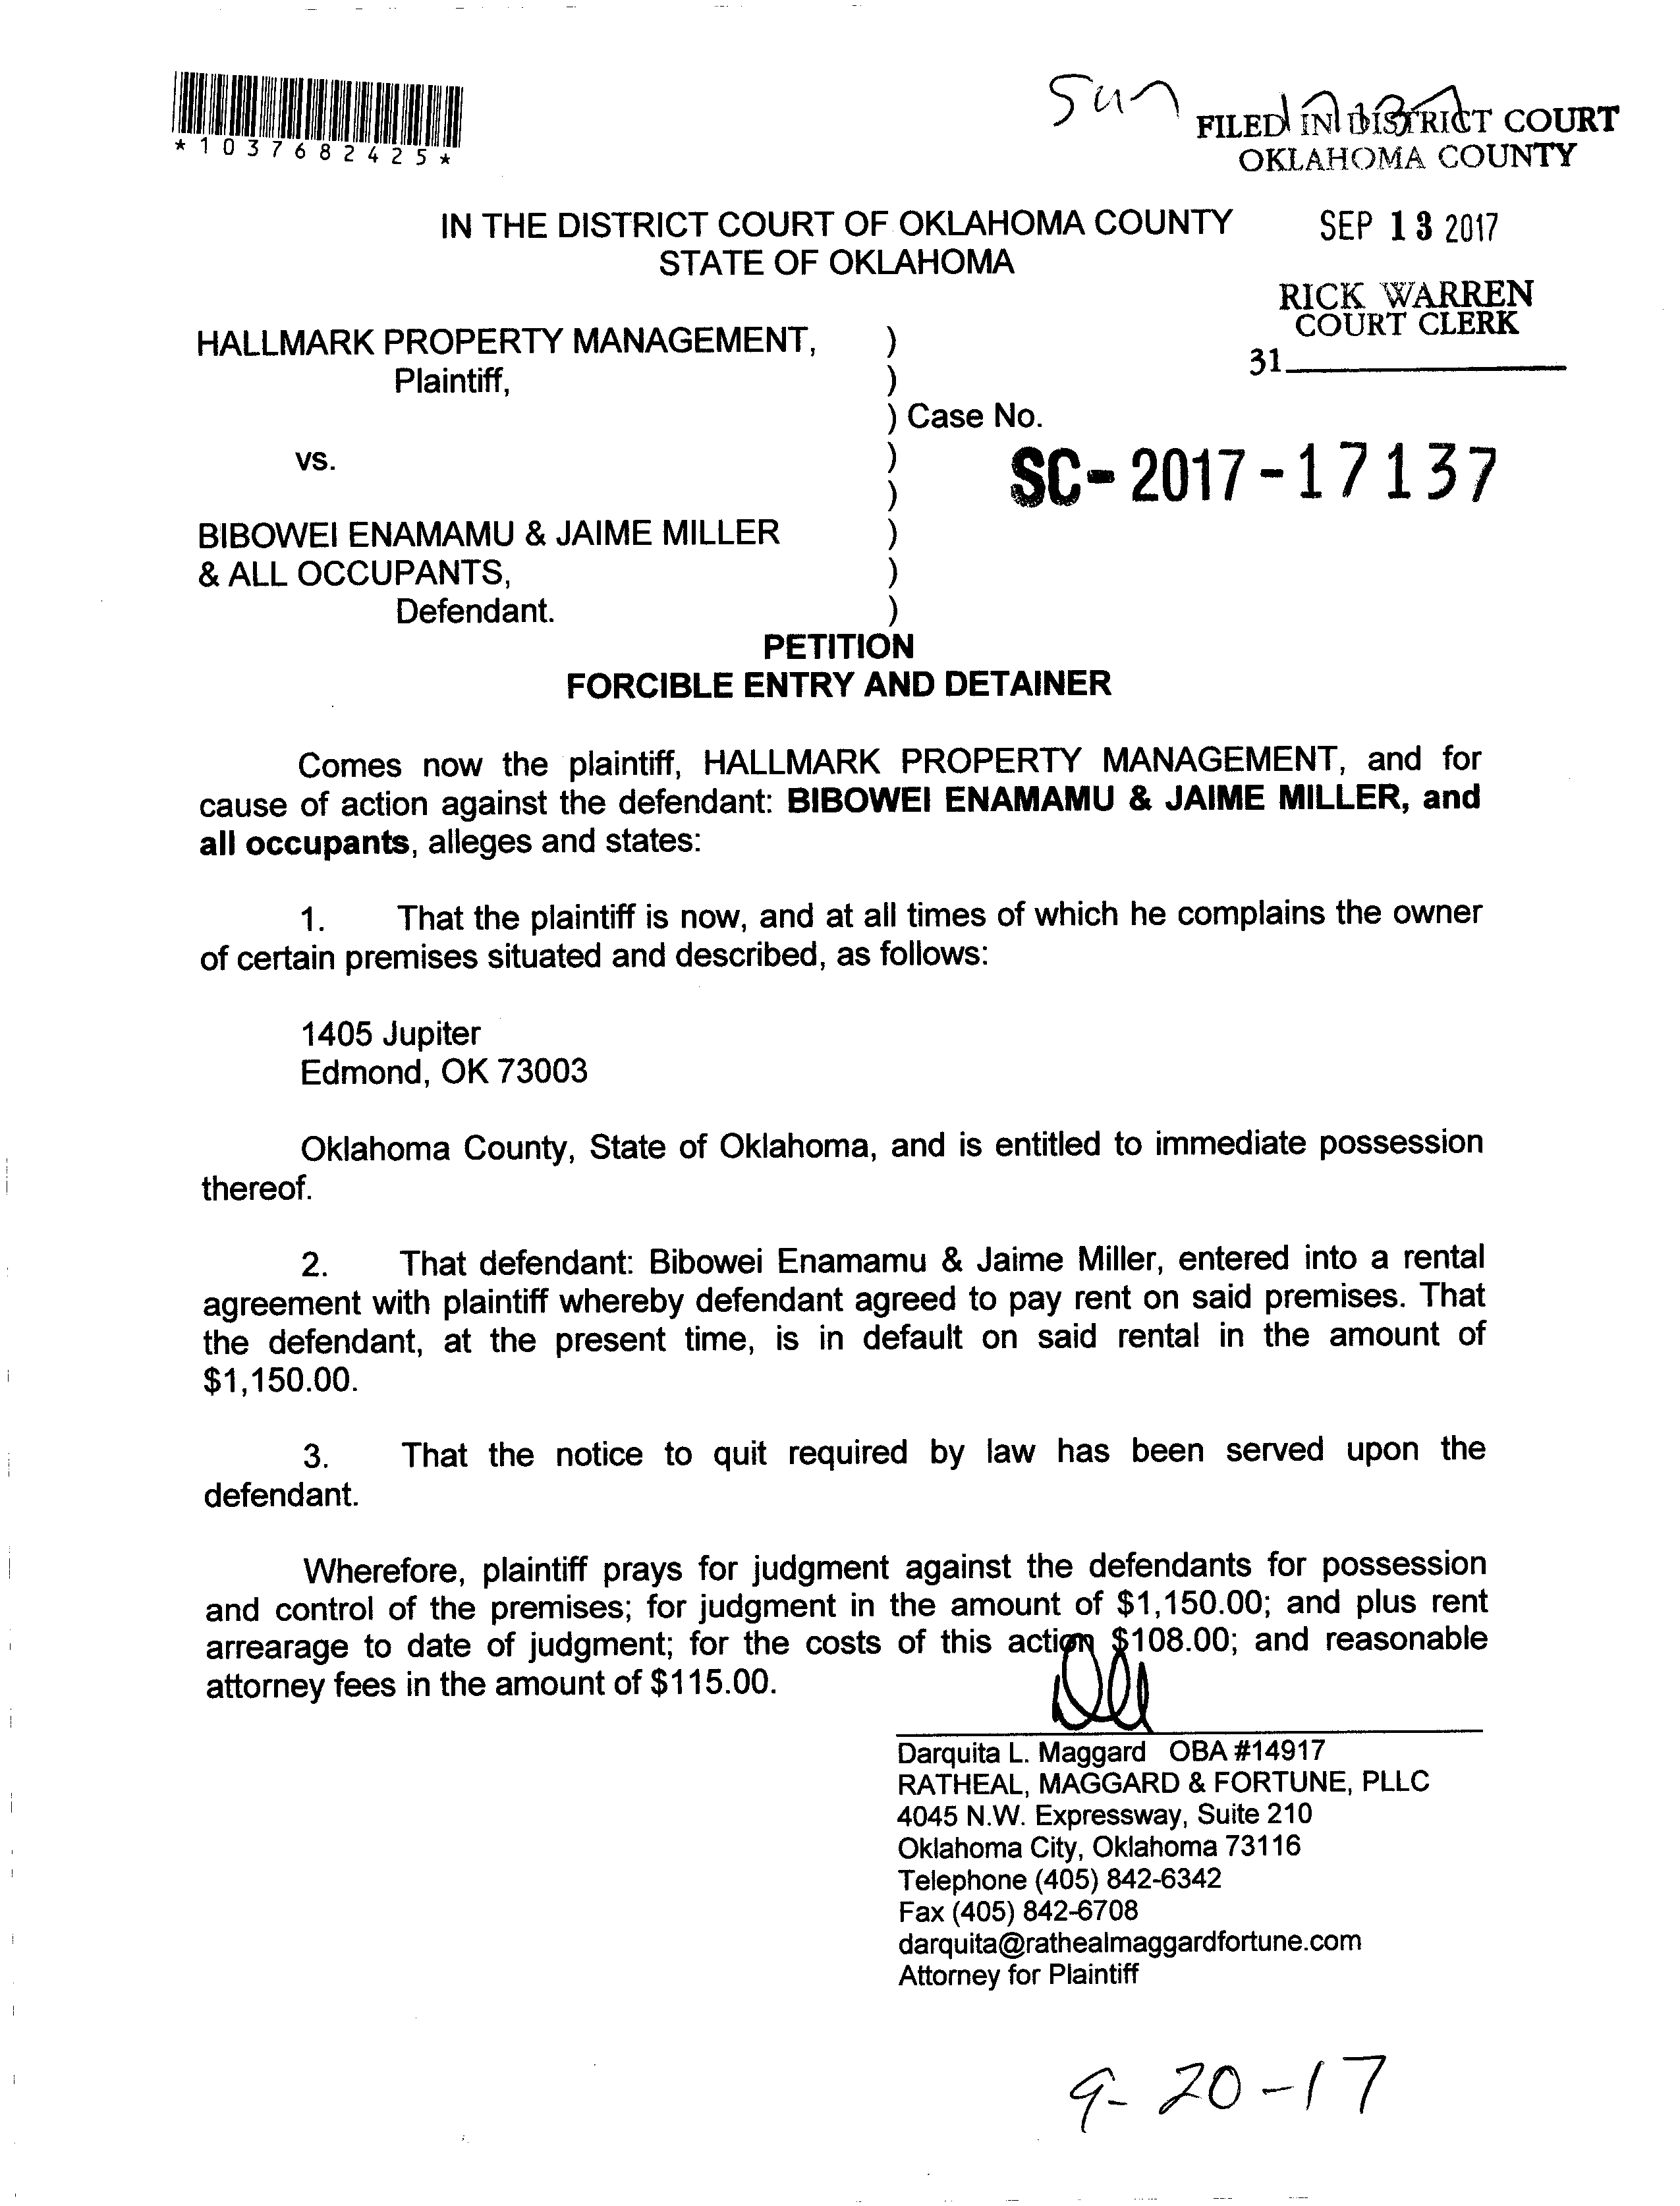 *1037682425*
FILED IN DISTRICT COURT
OKLAHOMA COUNTY
IN THE DISTRICT COURT OF OKLAHOMA COUNTY
STATE OF OKLAHOMA
SEP 13 2017
RICK WARREN
COURT CLERK
31
HALLMARK PROPERTY MANAGEMENT, )
Plaintiff, )
) Case No.
vs. )
SC-2017-17137
)
BIBOWEI ENAMAMU & JAIME MILLER )
& ALL OCCUPANTS, )
Defendant. )
PETITION
FORCIBLE ENTRY AND DETAINER
Comes now the plaintiff, HALLMARK PROPERTY MANAGEMENT, and for
cause of action against the defendant: BIBOWEI ENAMAMU & JAIME MILLER, and
all occupants, alleges and states:
1. That the plaintiff is now, and at all times of which he complains the owner
of certain premises situated and described, as follows:
1405 Jupiter
Edmond, OK 73003
Oklahoma County, State of Oklahoma, and is entitled to immediate possession
thereof.
2. That defendant: Bibowei Enamamu & Jaime Miller, entered into a rental
agreement with plaintiff whereby defendant agreed to pay rent on said premises. That
the defendant, at the present time, is in default on said rental in the amount of
$1,150.00.
3. That the notice to quit required by law has been served upon the
defendant.
Wherefore, plaintiff prays for judgment against the defendants for possession
and control of the premises; for judgment in the amount of $1,150.00; and plus rent
arrearage to date of judgment; for the costs of this action $108.00; and reasonable
attorney fees in the amount of $115.00.
Darquita L. Maggard OBA #14917
RATHEAL, MAGGARD & FORTUNE, PLLC
4045 N.W. Expressway, Suite 210
Oklahoma City, Oklahoma 73116
Telephone (405) 842-6342
Fax (405) 842-6708
darquita@rathealmaggardfortune.com
Attorney for Plaintiff
9-20-17